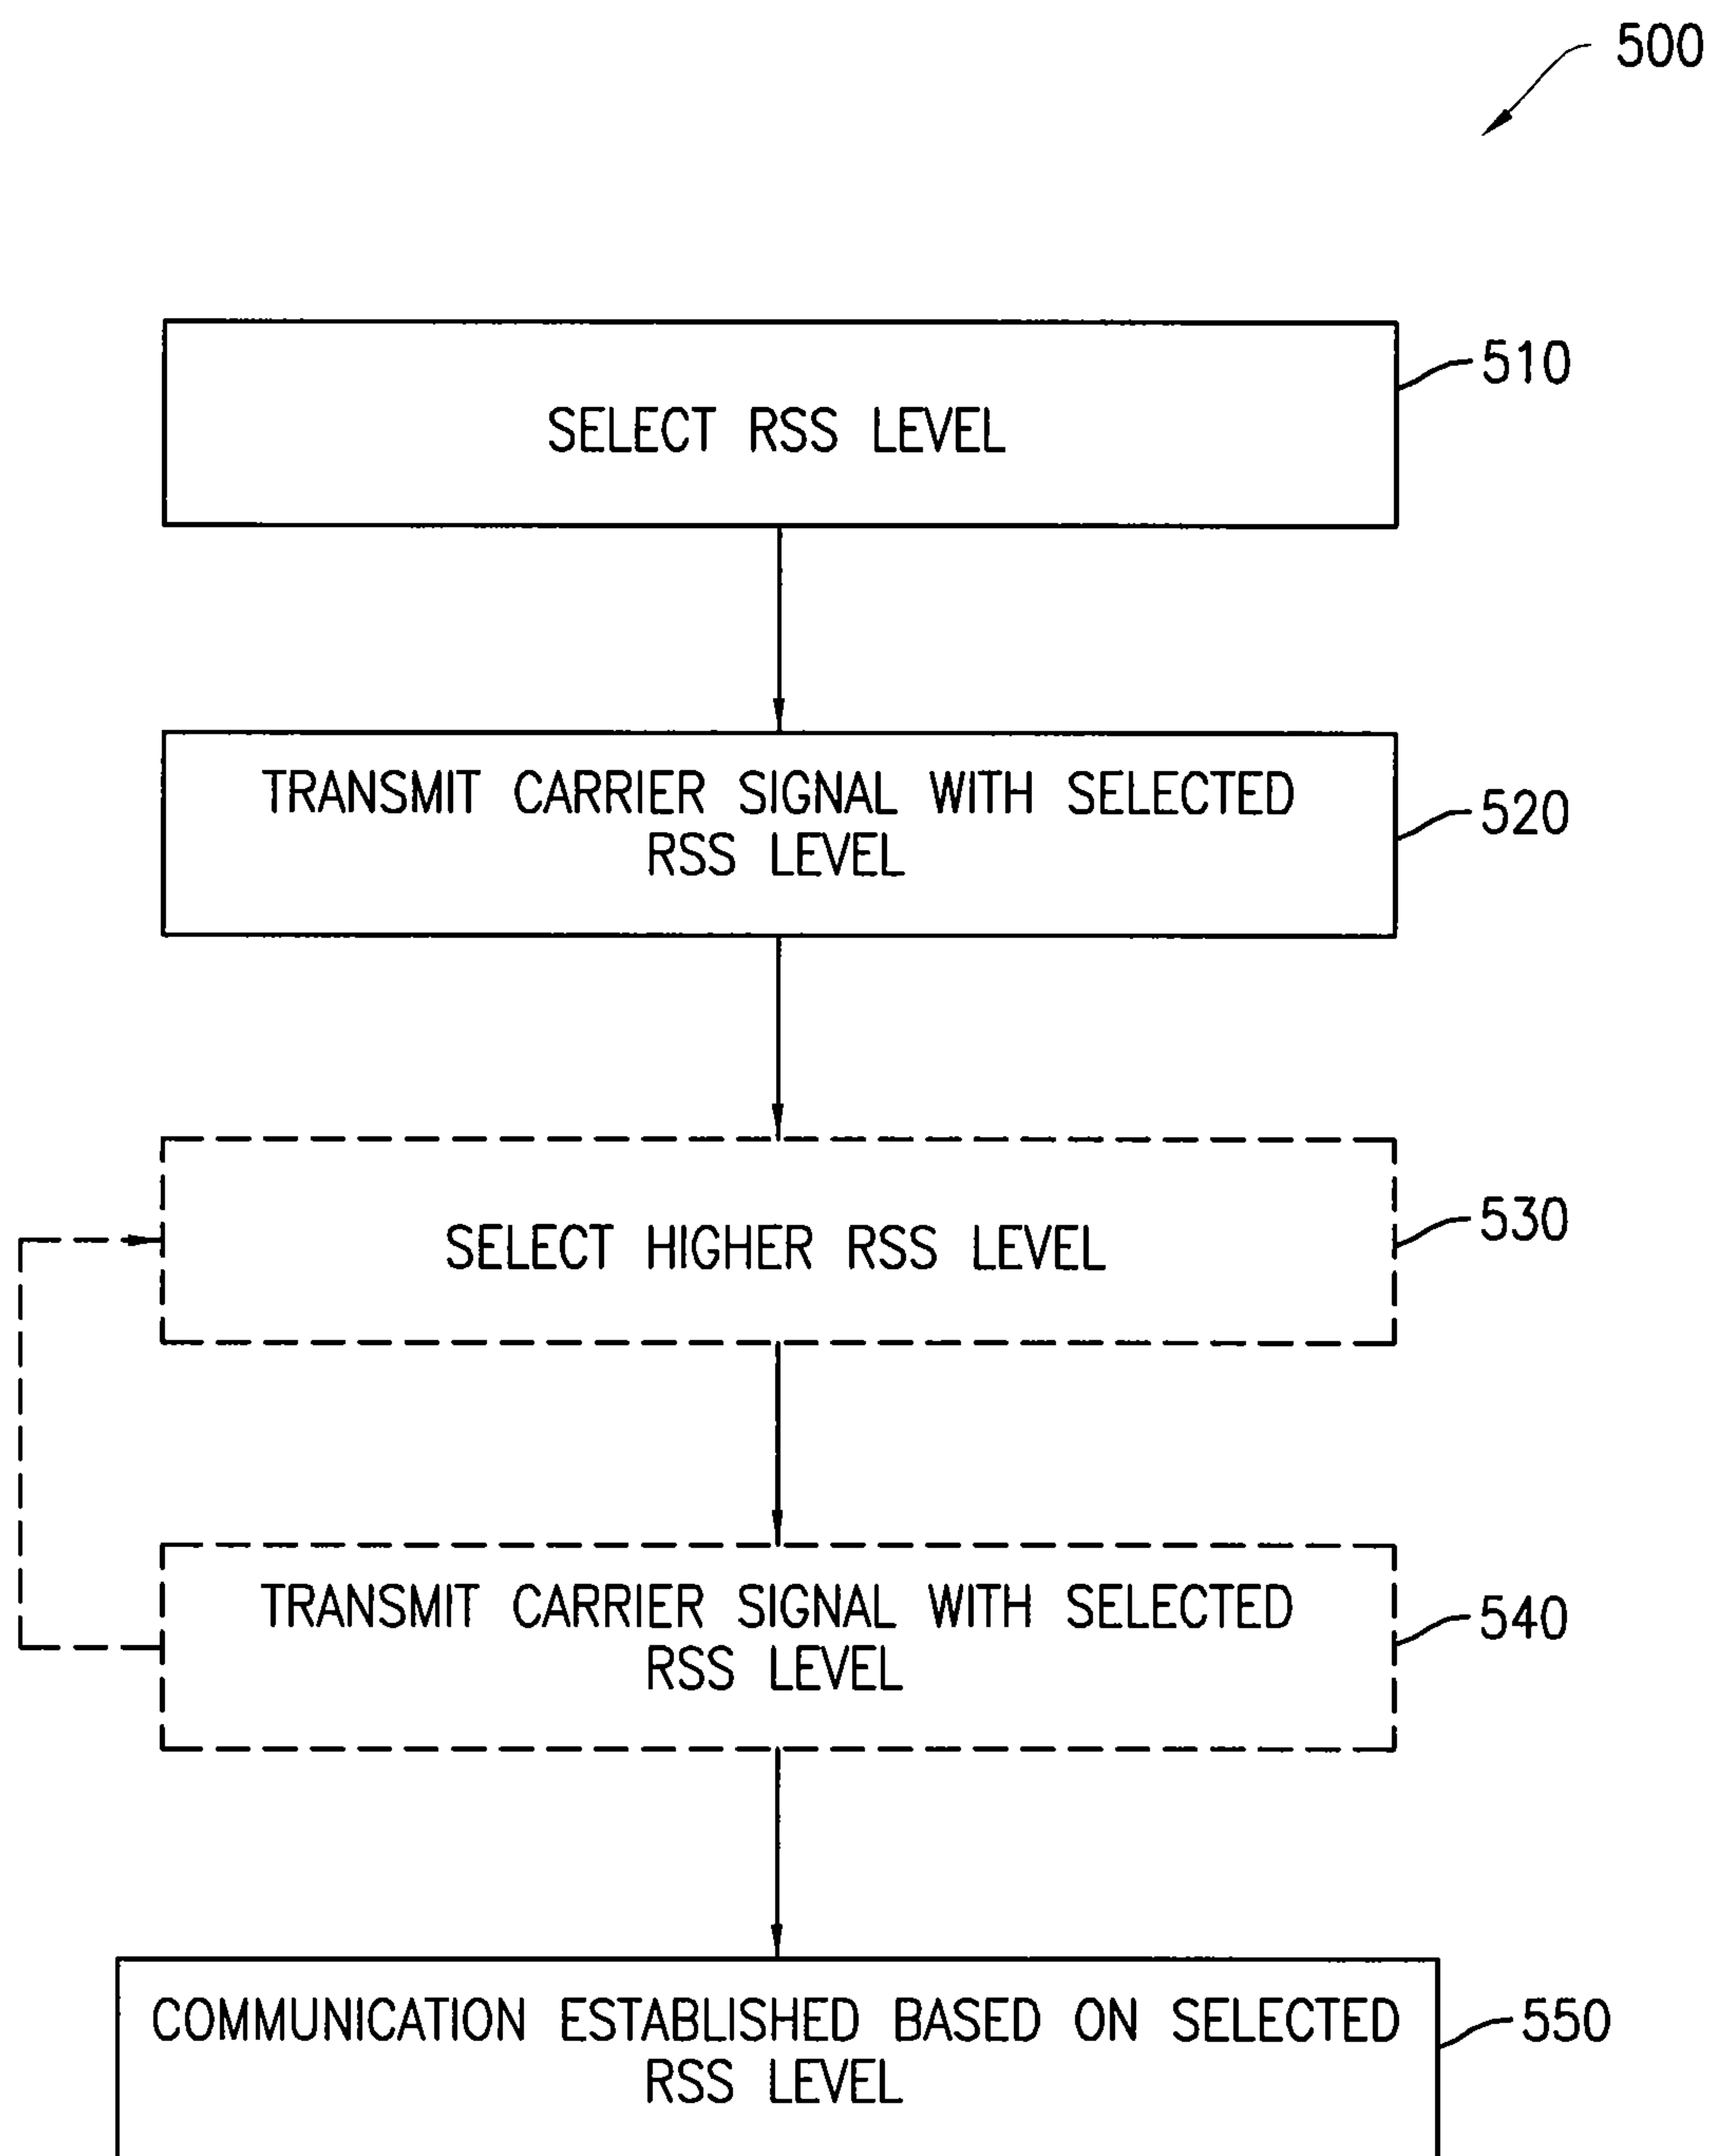 500
SELECT RSS LEVEL
510
TRANSMIT CARRIER SIGNAL WITH SELECTED
RSS LEVEL
520
SELECT HIGHER RSS LEVEL
530
TRANSMIT CARRIER SIGNAL WITH SELECTED
RSS LEVEL
540
COMMUNICATION ESTABLISHED BASED ON SELECTED
RSS LEVEL
550